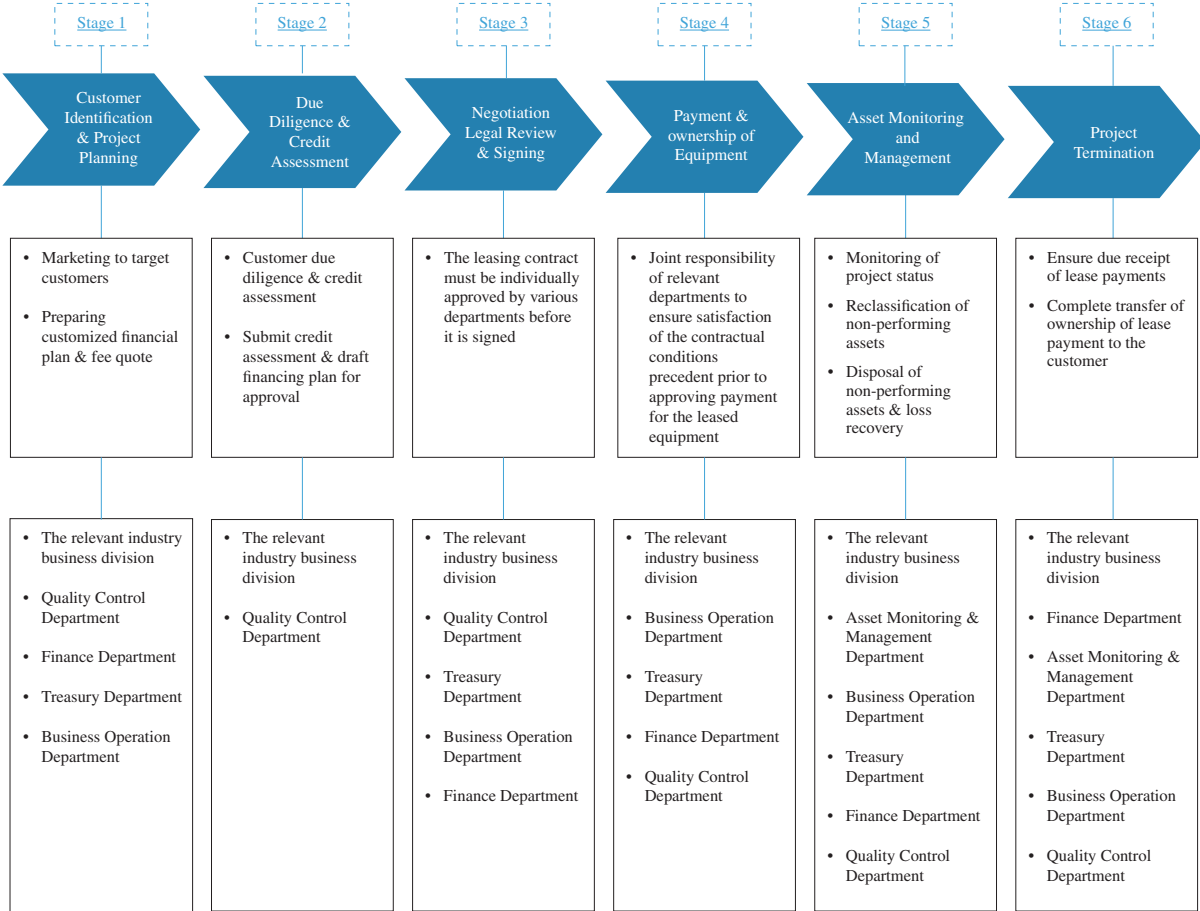 Stage 1
Stage 2
Stage 3
Stage 4
Stage 5
Stage 6
Customer
Identification
& Project
Planning
Due
Diligence &
Credit
Assessment
Negotiation
Legal Review
& Signing
Payment &
ownership of
Equipment
Asset Monitoring
and
Management
Project
Termination
• Marketing to target
customers
• Preparing
customized financial
plan & fee quote
• Customer due
diligence & credit
assessment
• Submit credit
assessment & draft
financing plan for
approval
• The leasing contract
must be individually
approved by various
departments before
it is signed
• Joint responsibility
of relevant
departments to
ensure satisfaction
of the contractual
conditions
precedent prior to
approving payment
for the leased
equipment
• Monitoring of
project status
• Reclassification of
non-performing
assets
• Disposal of
non-performing
assets & loss
recovery
• Ensure due receipt
of lease payments
• Complete transfer of
ownership of lease
payment to the
customer
• The relevant industry
business division
• Quality Control
Department
• Finance Department
• Treasury Department
• Business Operation
Department
• The relevant
industry business
division
• Quality Control
Department
• The relevant
industry business
division
• Quality Control
Department
• Treasury
Department
• Business Operation
Department
• Finance Department
• The relevant
industry business
division
• Business Operation
Department
• Treasury
Department
• Finance Department
• Quality Control
Department
• The relevant
industry business
division
• Asset Monitoring &
Management
Department
• Business Operation
Department
• Treasury
Department
• Finance Department
• Quality Control
Department
• The relevant
industry business
division
• Finance Department
• Asset Monitoring &
Management
Department
• Treasury
Department
• Business Operation
Department
• Quality Control
Department